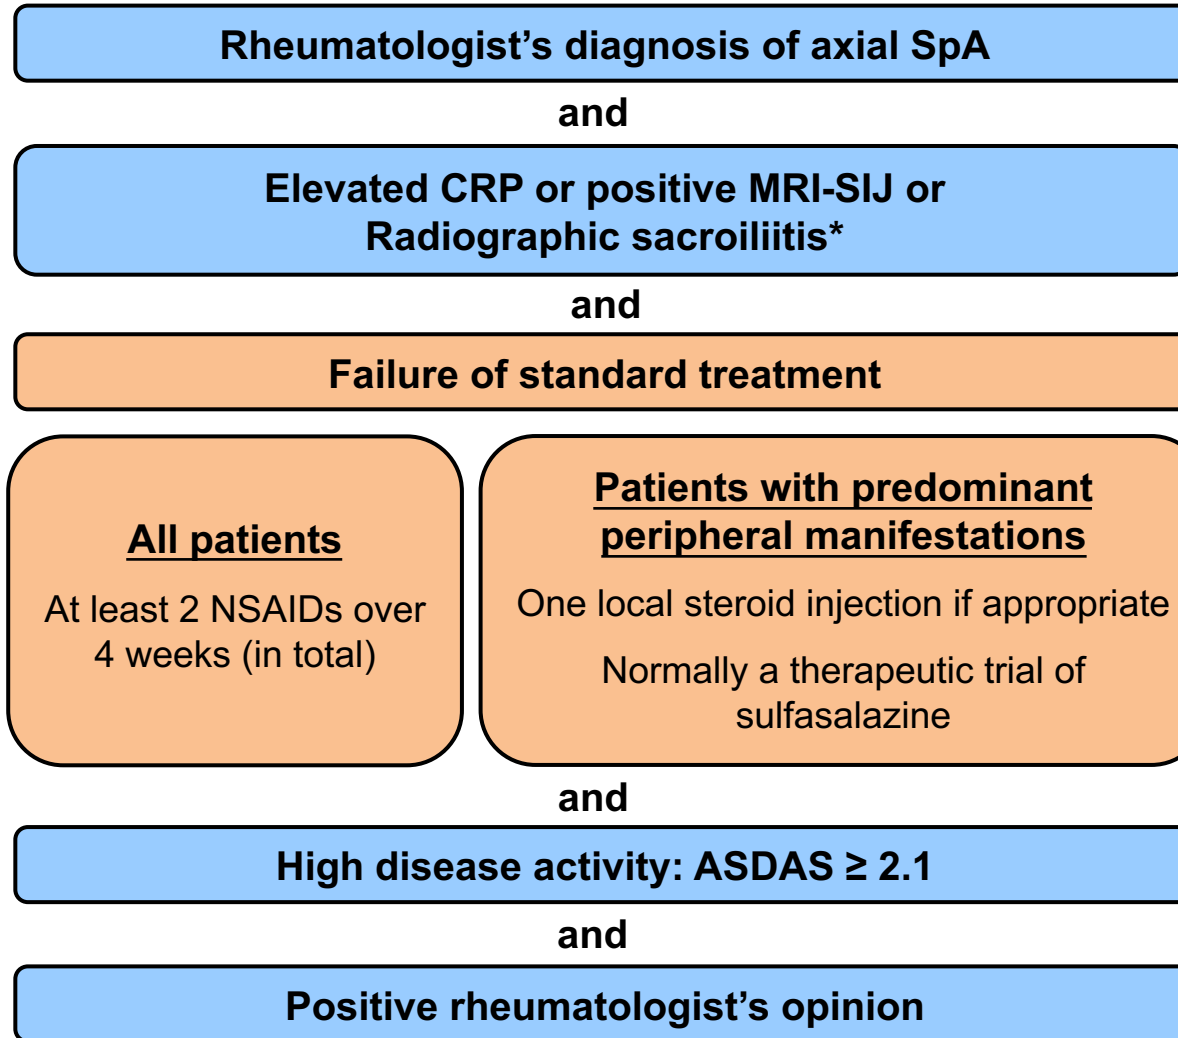 Rheumatologist’s diagnosis of axial SpA
and
Elevated CRP or positive MRI-SIJ or
Radiographic sacroiliitis*
and
Failure of standard treatment
All patients
At least 2 NSAIDs over
4 weeks (in total)
Patients with predominant
peripheral manifestations
One local steroid injection if appropriate
Normally a therapeutic trial of
sulfasalazine
and
High disease activity: ASDAS ≥ 2.1
and
Positive rheumatologist’s opinion